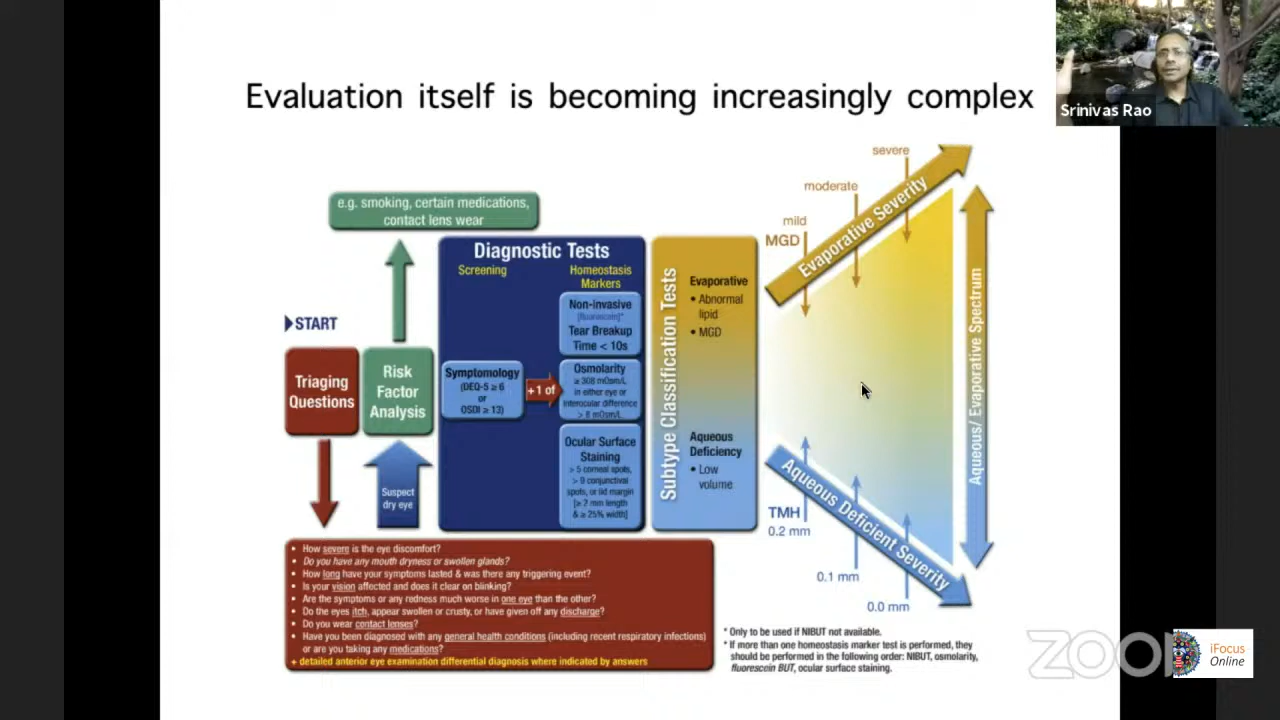 Evaluation itself is becoming increasingly complex
Srinivas Rao
e.g. smoking, certain medications,
contact lens wear
START
Triaging
Questions
Risk
Factor
Analysis
Suspect
dry eye
Diagnostic Tests
Screening
Homeostasis
Markers
Symptomology
(DEQ-5 ≥ 6
or
OSDI ≥ 13)
+1 of
Non-invasive
[fluorescein]*
Tear Breakup
Time < 10s
Osmolarity
≥ 308 mOsm/L
in either eye or
interocular difference
> 8 mOsm/L
Ocular Surface
Staining
> 5 corneal spots,
> 9 conjunctival
spots, or lid margin
[≥ 2 mm length
& ≥ 25% width]
Subtype Classification Tests
Evaporative
• Abnormal
lipid
• MGD
Aqueous
Deficiency
• Low
volume
severe
moderate
mild
MGD
Evaporative Severity
Aqueous/ Evaporative Spectrum
Aqueous Deficient Severity
TMH
0.2 mm
0.1 mm
0.0 mm
• How severe is the eye discomfort?
• Do you have any mouth dryness or swollen glands?
• How long have your symptoms lasted & was there any triggering event?
• Is your vision affected and does it clear on blinking?
• Are the symptoms or any redness much worse in one eye than the other?
• Do the eyes itch, appear swollen or crusty, or have given off any discharge?
• Do you wear contact lenses?
• Have you been diagnosed with any general health conditions (including recent respiratory infections)
or are you taking any medications?
+ detailed anterior eye examination differential diagnosis where indicated by answers
* Only to be used if NIBUT not available.
* If more than one homeostasis marker test is performed, they
should be performed in the following order: NIBUT, osmolarity,
fluorescein BUT, ocular surface staining.
ZOOM
iFocus
Online